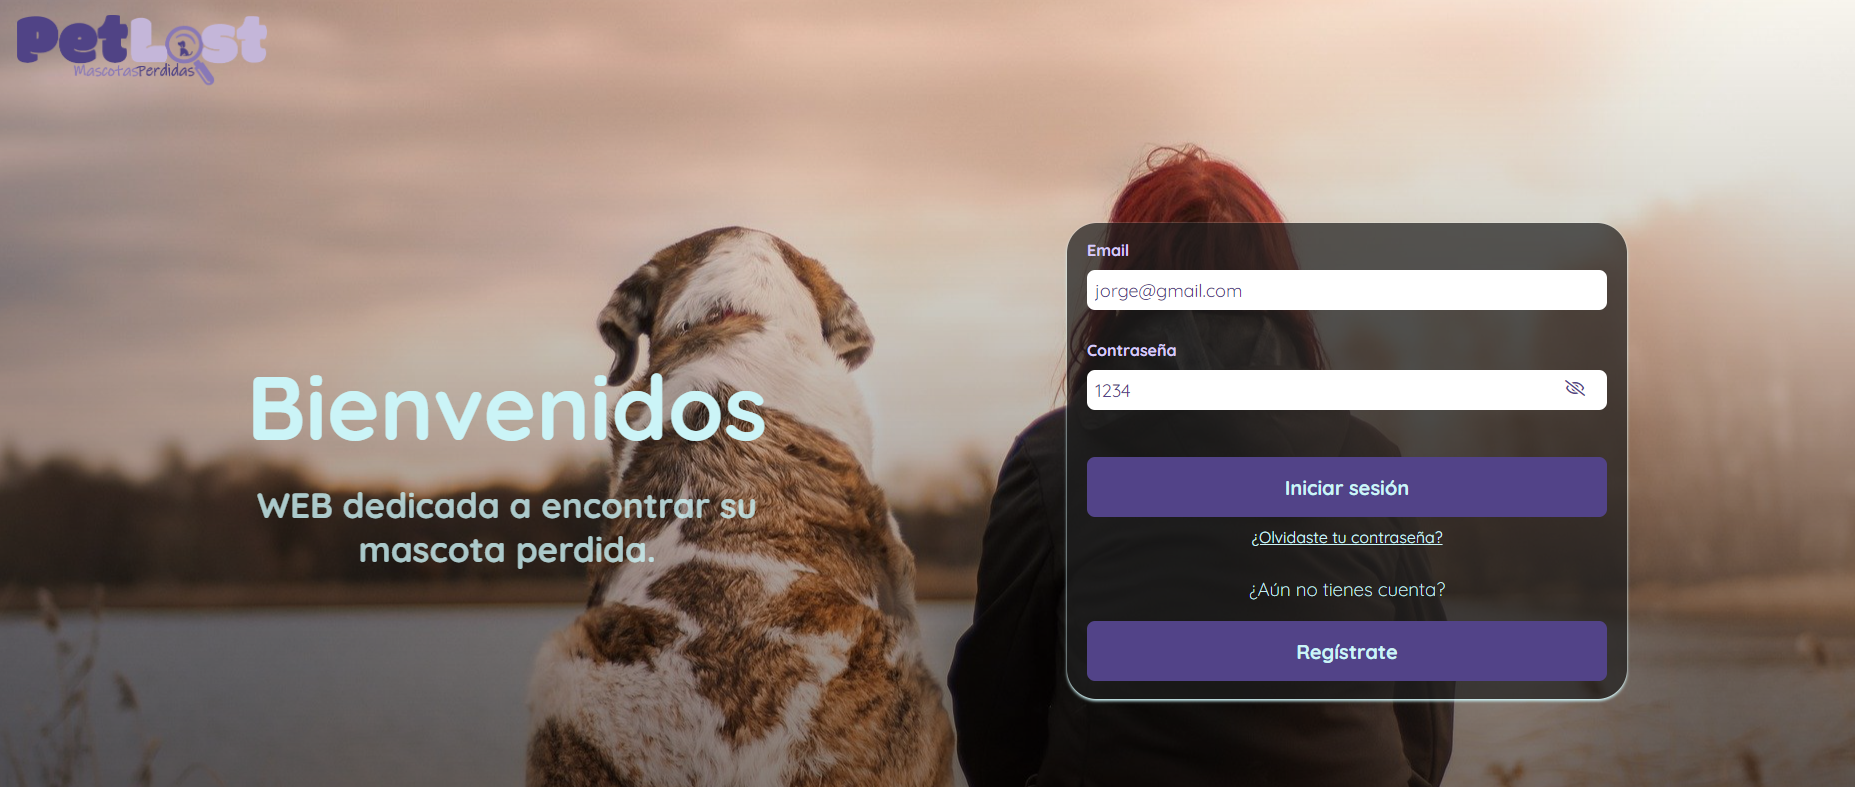 PetLost
MascotasPerdidas
Bienvenidos
WEB dedicada a encontrar su
mascota perdida.
Email
jorge@gmail.com
Contraseña
1234
Iniciar sesión
¿Olvidaste tu contraseña?
¿Aún no tienes cuenta?
Regístrate